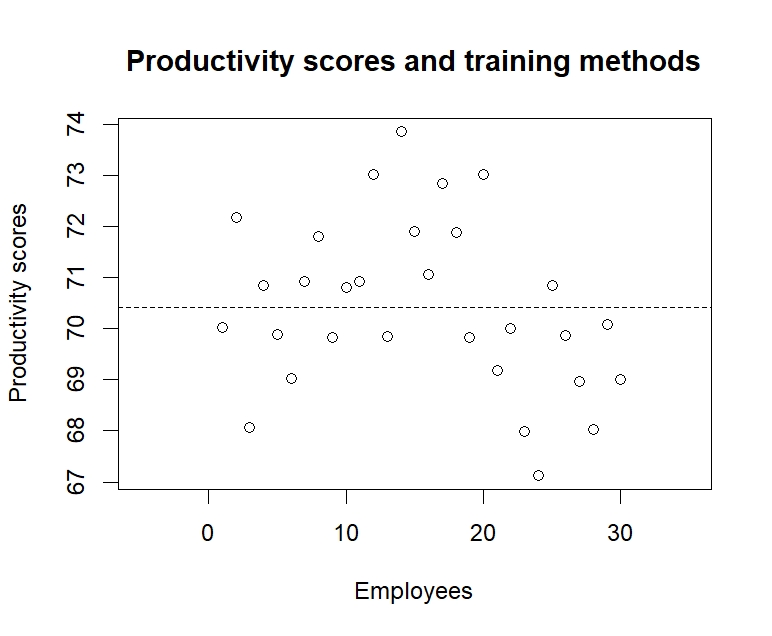 Productivity scores and training methods
74
73
72
71
70
69
68
67
Productivity scores
0 10 20 30
Employees